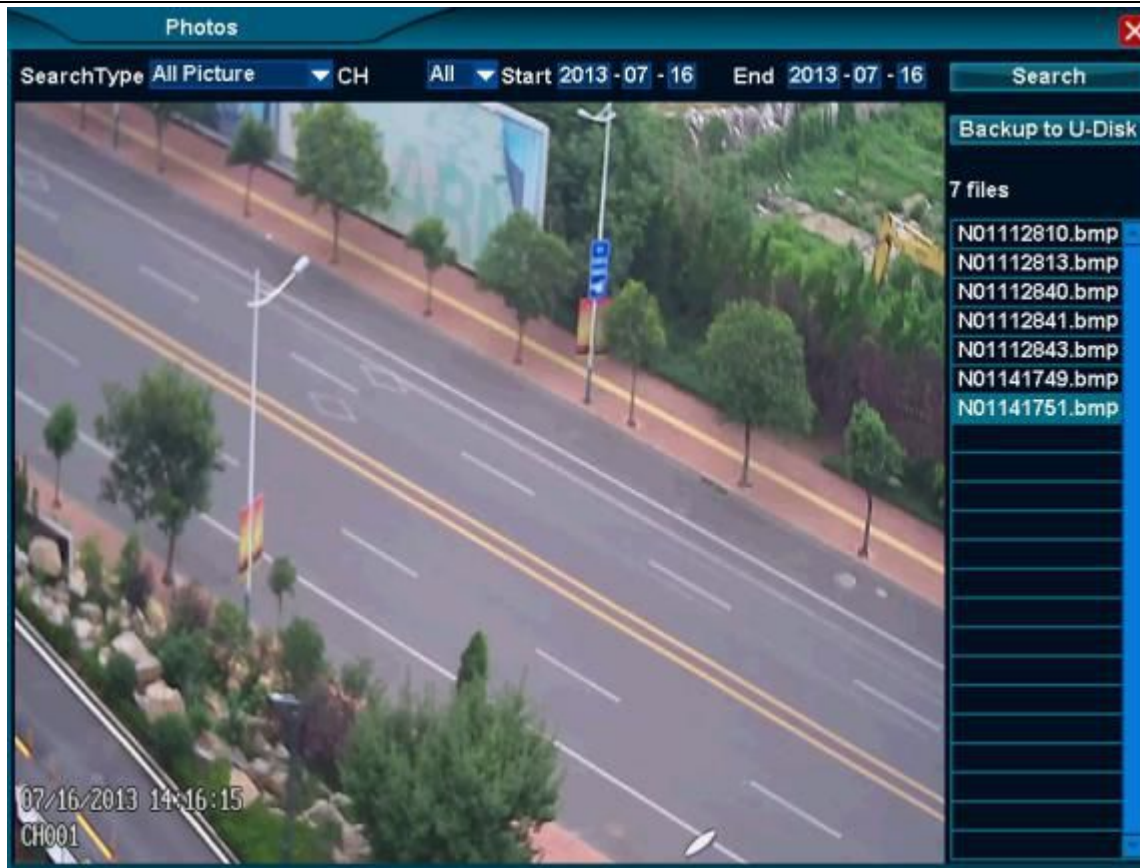 Photos
SearchType All Picture CH All Start 2013 - 07 - 16 End 2013 - 07 - 16 Search
Backup to U-Disk
7 files
N01112810.bmp
N01112813.bmp
N01112840.bmp
N01112841.bmp
N01112843.bmp
N01141749.bmp
N01141751.bmp
07/16/2013 14:16:15
CH001